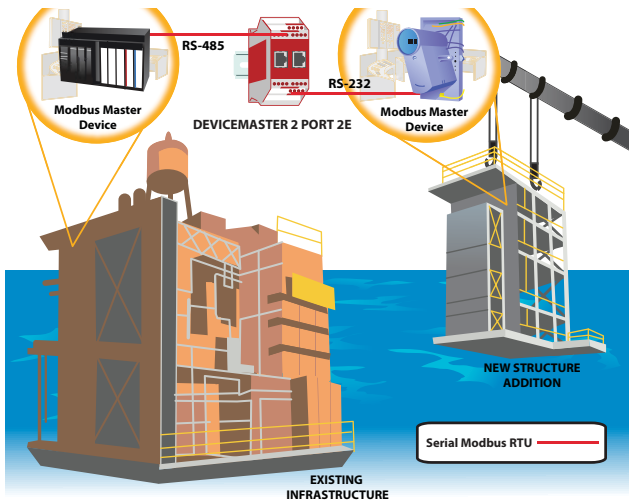 RS-485
RS-232
Modbus Master
Device
DEVICEMASTER 2 PORT 2E
Modbus Master
Device
NEW STRUCTURE
ADDITION
Serial Modbus RTU
EXISTING
INFRASTRUCTURE